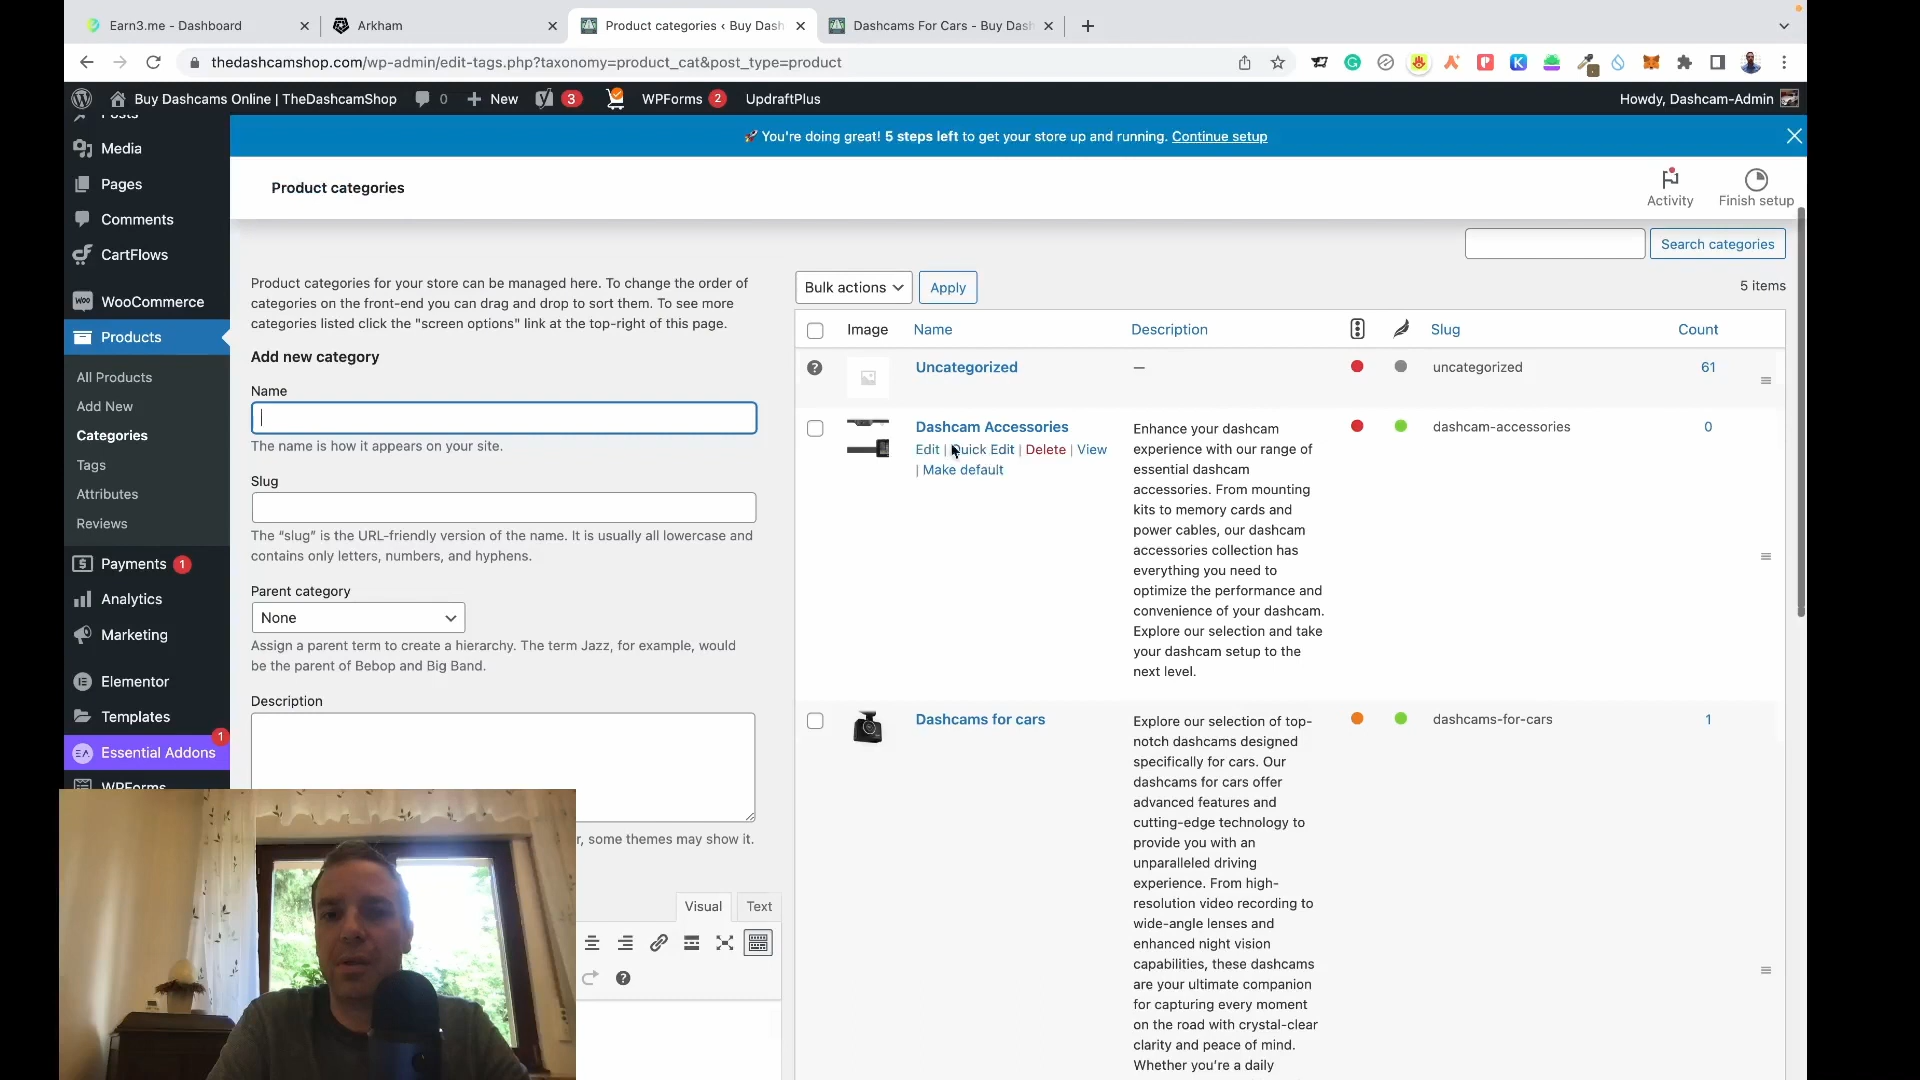 Earn3.me - Dashboard
Arkham
Product categories ‹ Buy Dash
Dashcams For Cars - Buy Dash
thedashcamshop.com/wp-admin/edit-tags.php?taxonomy=product_cat&post_type=product
Buy Dashcams Online | TheDashcamShop
0
New
3
WPForms 2
UpdraftPlus
Howdy, Dashcam-Admin
Posts
Media
Pages
Comments
CartFlows
WooCommerce
Products
All Products
Add New
Categories
Tags
Attributes
Reviews
Payments 1
Analytics
Marketing
Elementor
Templates
Essential Addons 1
WPForms
🚀 You're doing great! 5 steps left to get your store up and running. Continue setup
Product categories
Activity
Finish setup
Product categories for your store can be managed here. To change the order of
categories on the front-end you can drag and drop to sort them. To see more
categories listed click the "screen options" link at the top-right of this page.
Add new category
Name
The name is how it appears on your site.
Slug
The “slug” is the URL-friendly version of the name. It is usually all lowercase and
contains only letters, numbers, and hyphens.
Parent category
None
Assign a parent term to create a hierarchy. The term Jazz, for example, would
be the parent of Bebop and Big Band.
Description
r, some themes may show it.
Visual
Text
Search categories
Bulk actions
Apply
5 items
Image
Name
Description
Slug
Count
Uncategorized
—
uncategorized
61
Dashcam Accessories
Edit | Quick Edit | Delete | View
| Make default
Enhance your dashcam
experience with our range of
essential dashcam
accessories. From mounting
kits to memory cards and
power cables, our dashcam
accessories collection has
everything you need to
optimize the performance and
convenience of your dashcam.
Explore our selection and take
your dashcam setup to the
next level.
dashcam-accessories
0
Dashcams for cars
Explore our selection of top-
notch dashcams designed
specifically for cars. Our
dashcams for cars offer
advanced features and
cutting-edge technology to
provide you with an
unparalleled driving
experience. From high-
resolution video recording to
wide-angle lenses and
enhanced night vision
capabilities, these dashcams
are your ultimate companion
for capturing every moment
on the road with crystal-clear
clarity and peace of mind.
Whether you’re a daily
dashcams-for-cars
1